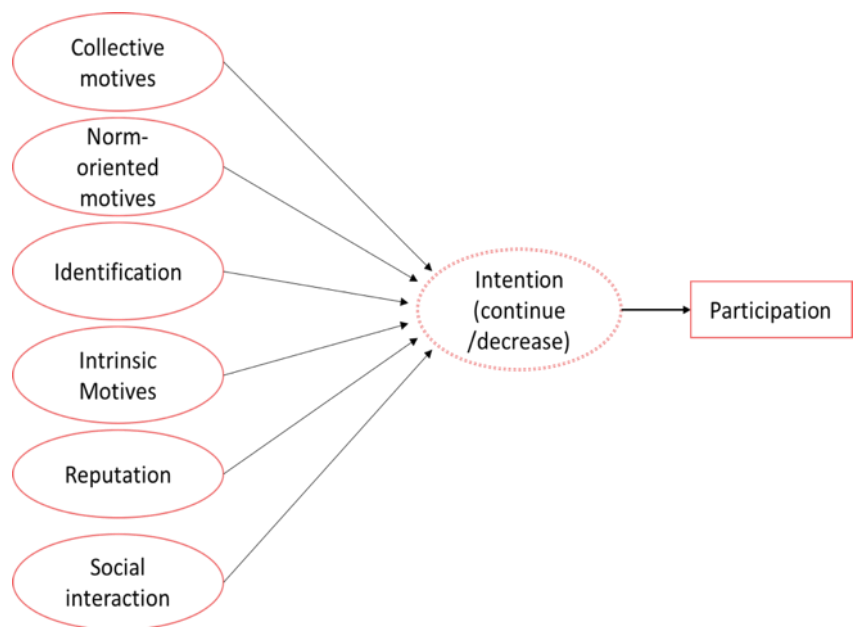 Collective
motives
Norm-
oriented
motives
Identification
Intrinsic
Motives
Reputation
Social
interaction
Intention
(continue
/decrease)
Participation